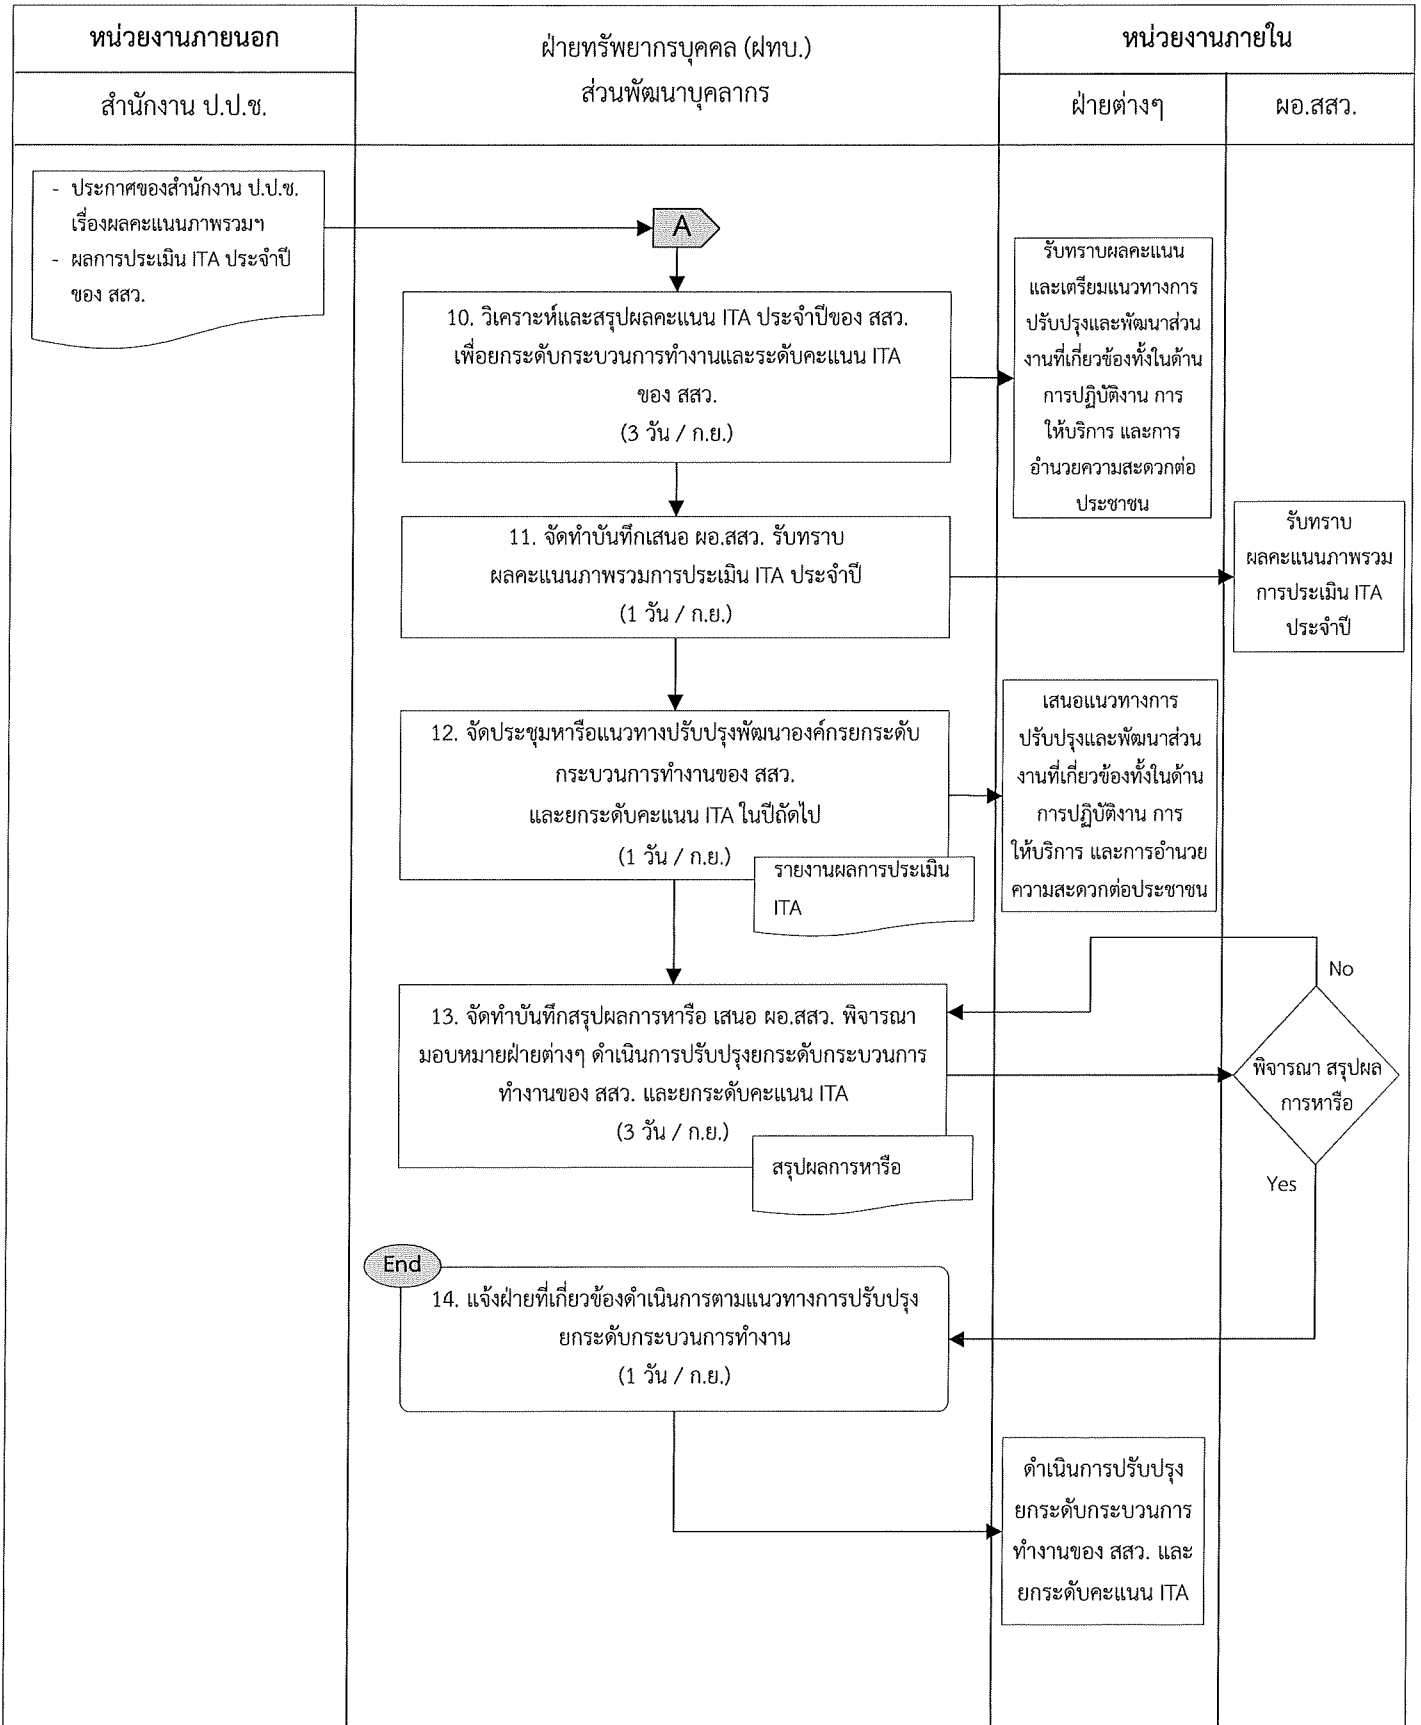 หน่วยงานภายนอก
ฝ่ายทรัพยากรบุคคล (ฝทบ.)
ส่วนพัฒนาบุคลากร
หน่วยงานภายใน
สำนักงาน ป.ป.ช.
ฝ่ายต่างๆ
ผอ.สสว.
- ประกาศของสำนักงาน ป.ป.ช.
เรื่องผลคะแนนภาพรวมฯ
- ผลการประเมิน ITA ประจำปี
ของ สสว.
A
10. วิเคราะห์และสรุปผลคะแนน ITA ประจำปีของ สสว.
เพื่อยกระดับกระบวนการทำงานและระดับคะแนน ITA
ของ สสว.
(3 วัน / ก.ย.)
รับทราบผลคะแนน
และเตรียมแนวทางการ
ปรับปรุงและพัฒนาส่วน
งานที่เกี่ยวข้องทั้งในด้าน
การปฏิบัติงาน การ
ให้บริการ และการ
อำนวยความสะดวกต่อ
ประชาชน
11. จัดทำบันทึกเสนอ ผอ.สสว. รับทราบ
ผลคะแนนภาพรวมการประเมิน ITA ประจำปี
(1 วัน / ก.ย.)
รับทราบ
ผลคะแนนภาพรวม
การประเมิน ITA
ประจำปี
12. จัดประชุมหารือแนวทางปรับปรุงพัฒนาองค์กรยกระดับ
กระบวนการทำงานของ สสว.
และยกระดับคะแนน ITA ในปีถัดไป
(1 วัน / ก.ย.)
รายงานผลการประเมิน
ITA
เสนอแนวทางการ
ปรับปรุงและพัฒนาส่วน
งานที่เกี่ยวข้องทั้งในด้าน
การปฏิบัติงาน การ
ให้บริการ และการอำนวย
ความสะดวกต่อประชาชน
No
13. จัดทำบันทึกสรุปผลการหารือ เสนอ ผอ.สสว. พิจารณา
มอบหมายฝ่ายต่างๆ ดำเนินการปรับปรุงยกระดับกระบวนการ
ทำงานของ สสว. และยกระดับคะแนน ITA
(3 วัน / ก.ย.)
สรุปผลการหารือ
พิจารณา สรุปผล
การหารือ
Yes
End
14. แจ้งฝ่ายที่เกี่ยวข้องดำเนินการตามแนวทางการปรับปรุง
ยกระดับกระบวนการทำงาน
(1 วัน / ก.ย.)
ดำเนินการปรับปรุง
ยกระดับกระบวนการ
ทำงานของ สสว. และ
ยกระดับคะแนน ITA